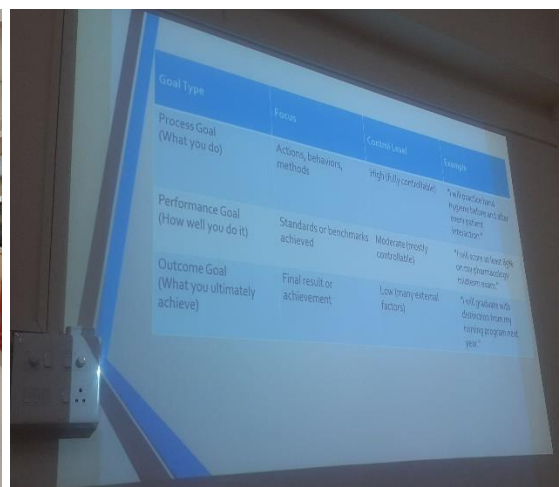 Goal Type
Focus
Control Level
Example
Process Goal
(What you do)
Actions, behaviors,
methods
High (fully controllable)
"I will practice hand
hygiene before and after
every patient
interaction."
Performance Goal
(How well you do it)
Standards or benchmarks
achieved
Moderate (mostly
controllable)
"I will score at least
on my pharmacology
midterm exam."
Outcome Goal
(What you ultimately
achieve)
Final result or
achievement
Low (many external
factors)
"I will graduate with
distinction from my
nursing program next
year."